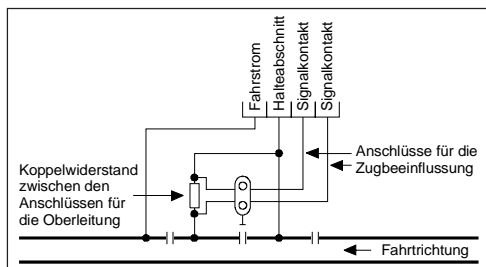 Fahrstrom
Halteabschnitt
Signalkontakt
Signalkontakt
Anschlüsse für die
Zugbeeinflussung
Koppelwiderstand
zwischen den
Anschlüssen für
die Oberleitung
Fahrtrichtung